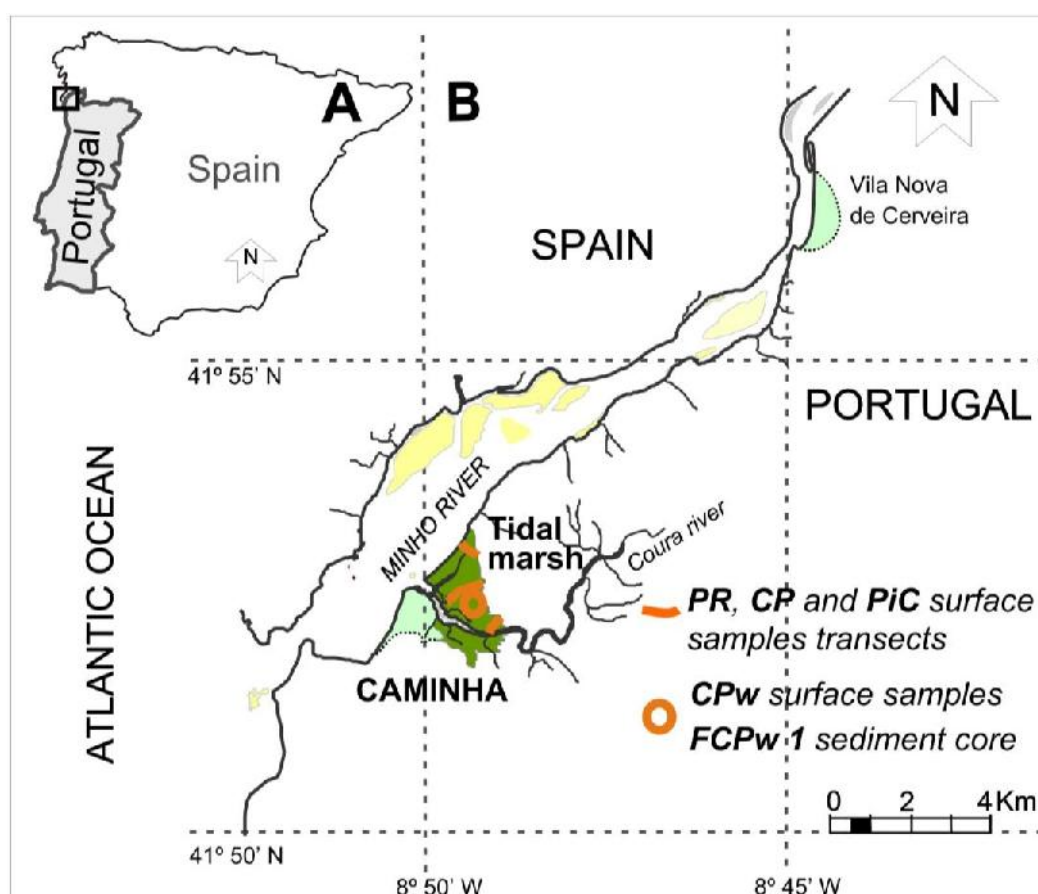 A
B
N
Portugal
Spain
N
Vila Nova
de Cerveira
SPAIN
41º 55’ N
PORTUGAL
ATLANTIC OCEAN
MINHO RIVER
Tidal
marsh
Coura river
PR, CP and PiC surface
samples transects
CAMINHA
CPw surface samples
FCPw 1 sediment core
0 2 4Km
41º 50’ N
8º 50’ W
8º 45’ W